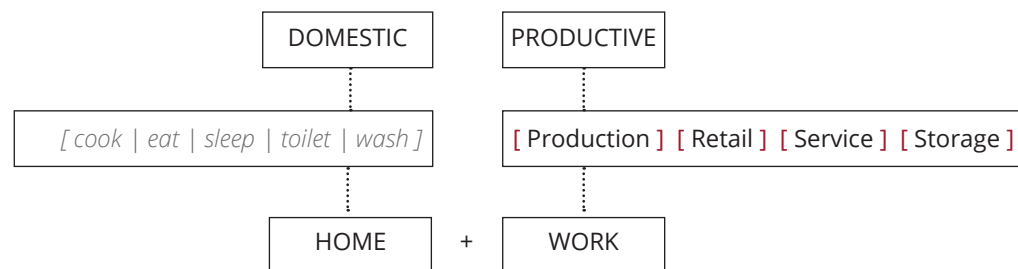 DOMESTIC PRODUCTIVE
[ cook | eat | sleep | toilet | wash ] [ Production ] [ Retail ] [ Service ] [ Storage ]
HOME + WORK